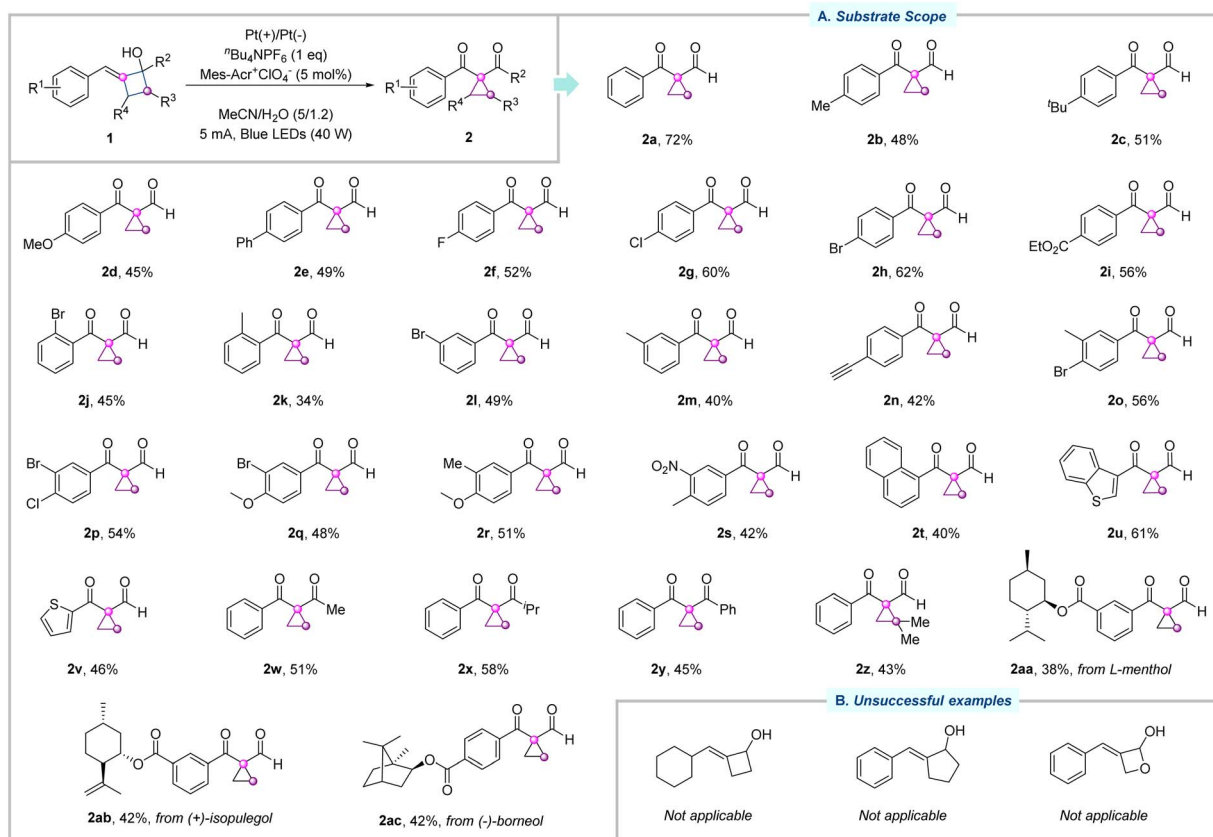 A. Substrate Scope
Pt(+)/Pt(-)
ⁿBu₄NPF₆ (1 eq)
Mes-Acr⁺ClO₄⁻ (5 mol%)
MeCN/H₂O (5/1.2)
5 mA, Blue LEDs (40 W)
HO
R²
R¹
R³
R⁴
1
O O
R¹
R²
R⁴
R³
2
O O
H
2a, 72%
O O
H
Me
2b, 48%
O O
H
ᵗBu
2c, 51%
O O
H
MeO
2d, 45%
O O
H
Ph
2e, 49%
O O
H
F
2f, 52%
O O
H
Cl
2g, 60%
O O
H
Br
2h, 62%
O O
H
EtO₂C
2i, 56%
Br O O
H
2j, 45%
O O
H
2k, 34%
Br O O
H
2l, 49%
O O
H
2m, 40%
O O
H
2n, 42%
O O
H
Br
2o, 56%
O O
Br H
Cl
2p, 54%
O O
Br H
O
2q, 48%
O O
Me H
O
2r, 51%
O O
O₂N H
2s, 42%
O O
H
2t, 40%
O O
H
S
2u, 61%
O O
S H
2v, 46%
O O
Me
2w, 51%
O O
ⁱPr
2x, 58%
O O
Ph
2y, 45%
O O
H
Me
Me
2z, 43%
O O O
O H
2aa, 38%, from L-menthol
O O O
O H
2ab, 42%, from (+)-isopulegol
O O
H
O
O
2ac, 42%, from (-)-borneol
B. Unsuccessful examples
OH
Not applicable
OH
Not applicable
OH
O
Not applicable